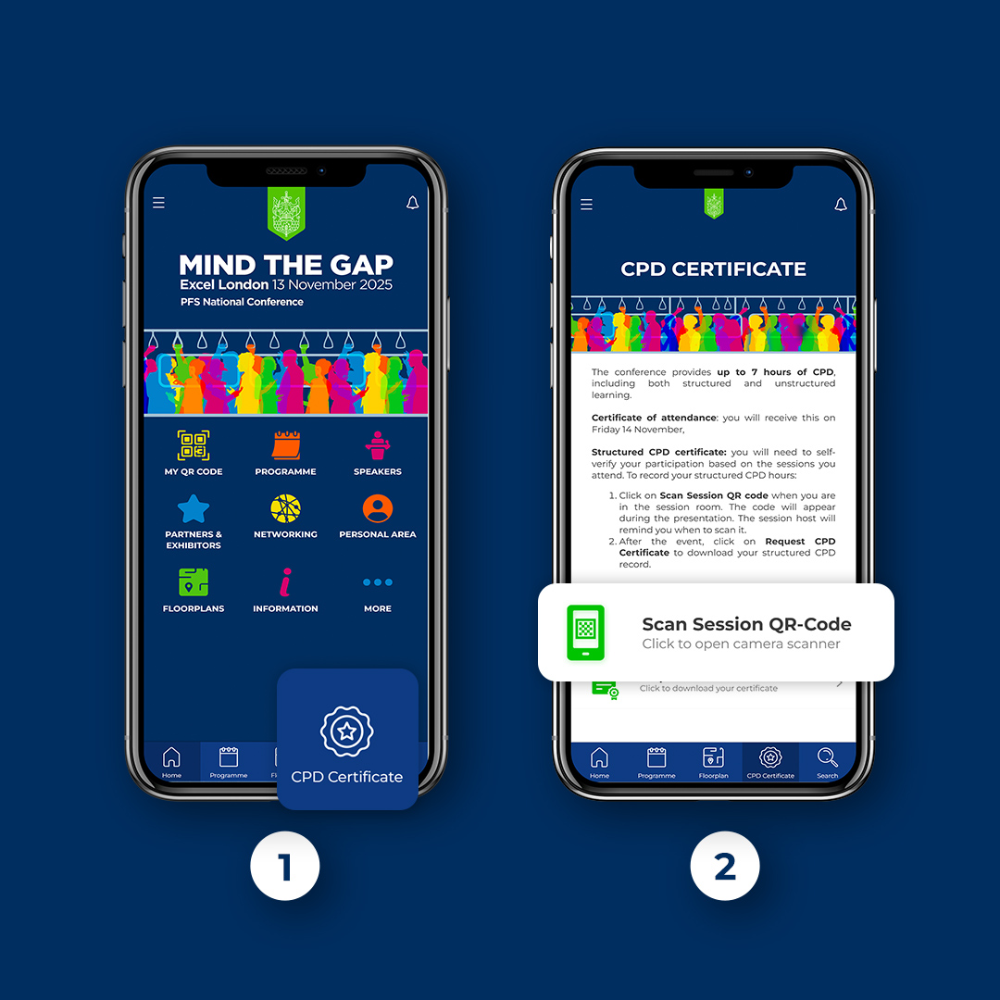 MIND THE GAP
Excel London 13 November 2025
PFS National Conference
MY QR CODE
PROGRAMME
SPEAKERS
PARTNERS &
EXHIBITORS
NETWORKING
PERSONAL AREA
FLOORPLANS
INFORMATION
MORE
Home
Programme
CPD Certificate
1
CPD CERTIFICATE
The conference provides up to 7 hours of CPD,
including both structured and unstructured
learning.
Certificate of attendance: you will receive this on
Friday 14 November,
Structured CPD certificate: you will need to self-
verify your participation based on the sessions you
attend. To record your structured CPD hours:
1. Click on Scan Session QR code when you are
in the session room. The code will appear
during the presentation. The session host will
remind you when to scan it.
2. After the event, click on Request CPD
Certificate to download your structured CPD
record.
Scan Session QR-Code
Click to open camera scanner
Click to download your certificate
Home
Programme
Floorplan
CPD Certificate
Search
2